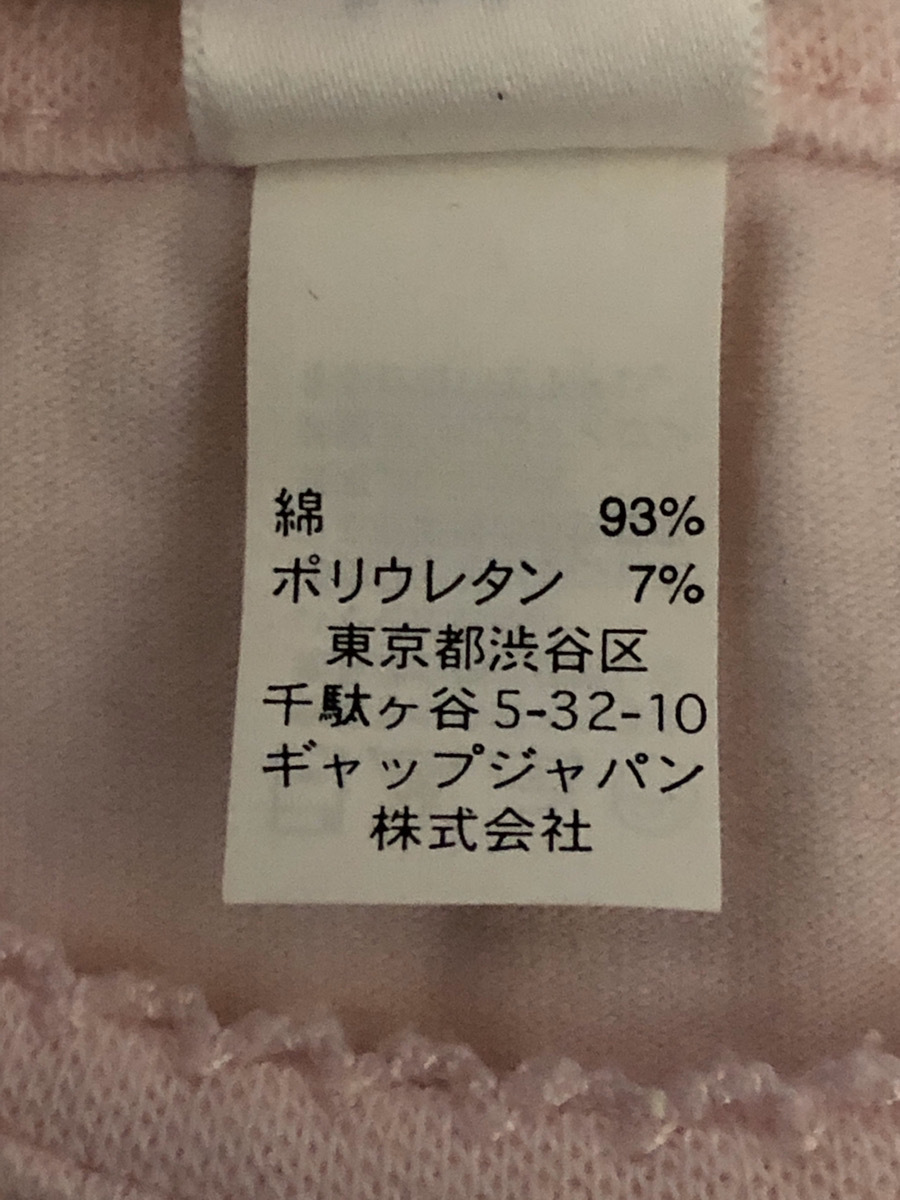 綿 93%
ポリウレタン 7%
東京都渋谷区
千駄ヶ谷5-32-10
ギャップジャパン
株式会社